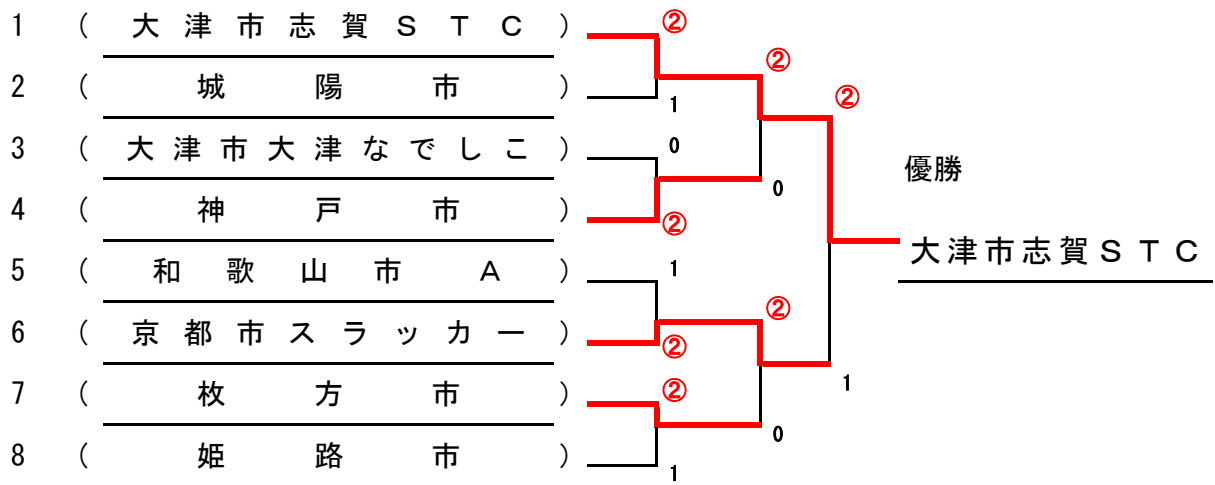 1 ( 大津市志賀ＳＴＣ ) ②
2 ( 城陽市 ) 1
②
②
3 ( 大津市大津なでしこ ) 0
4 ( 神戸市 ) ②
0
優勝
大津市志賀ＳＴＣ
5 ( 和歌山市　Ａ ) 1
6 ( 京都市スラッカー ) ②
②
1
7 ( 枚方市 ) ②
8 ( 姫路市 ) 1
0